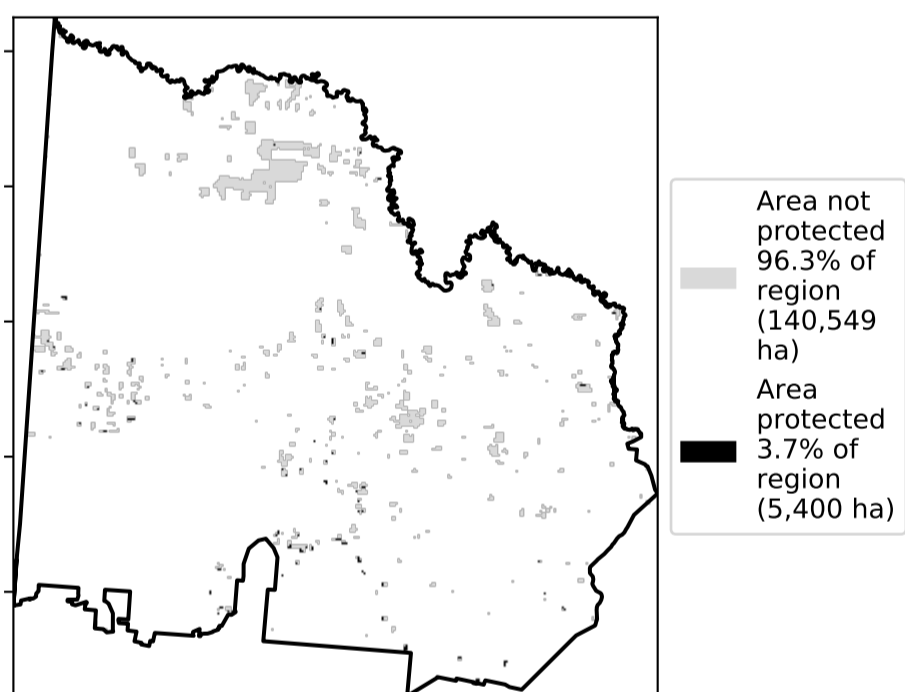 Area not
protected
96.3% of
region
(140,549
ha)
Area
protected
3.7% of
region
(5,400 ha)